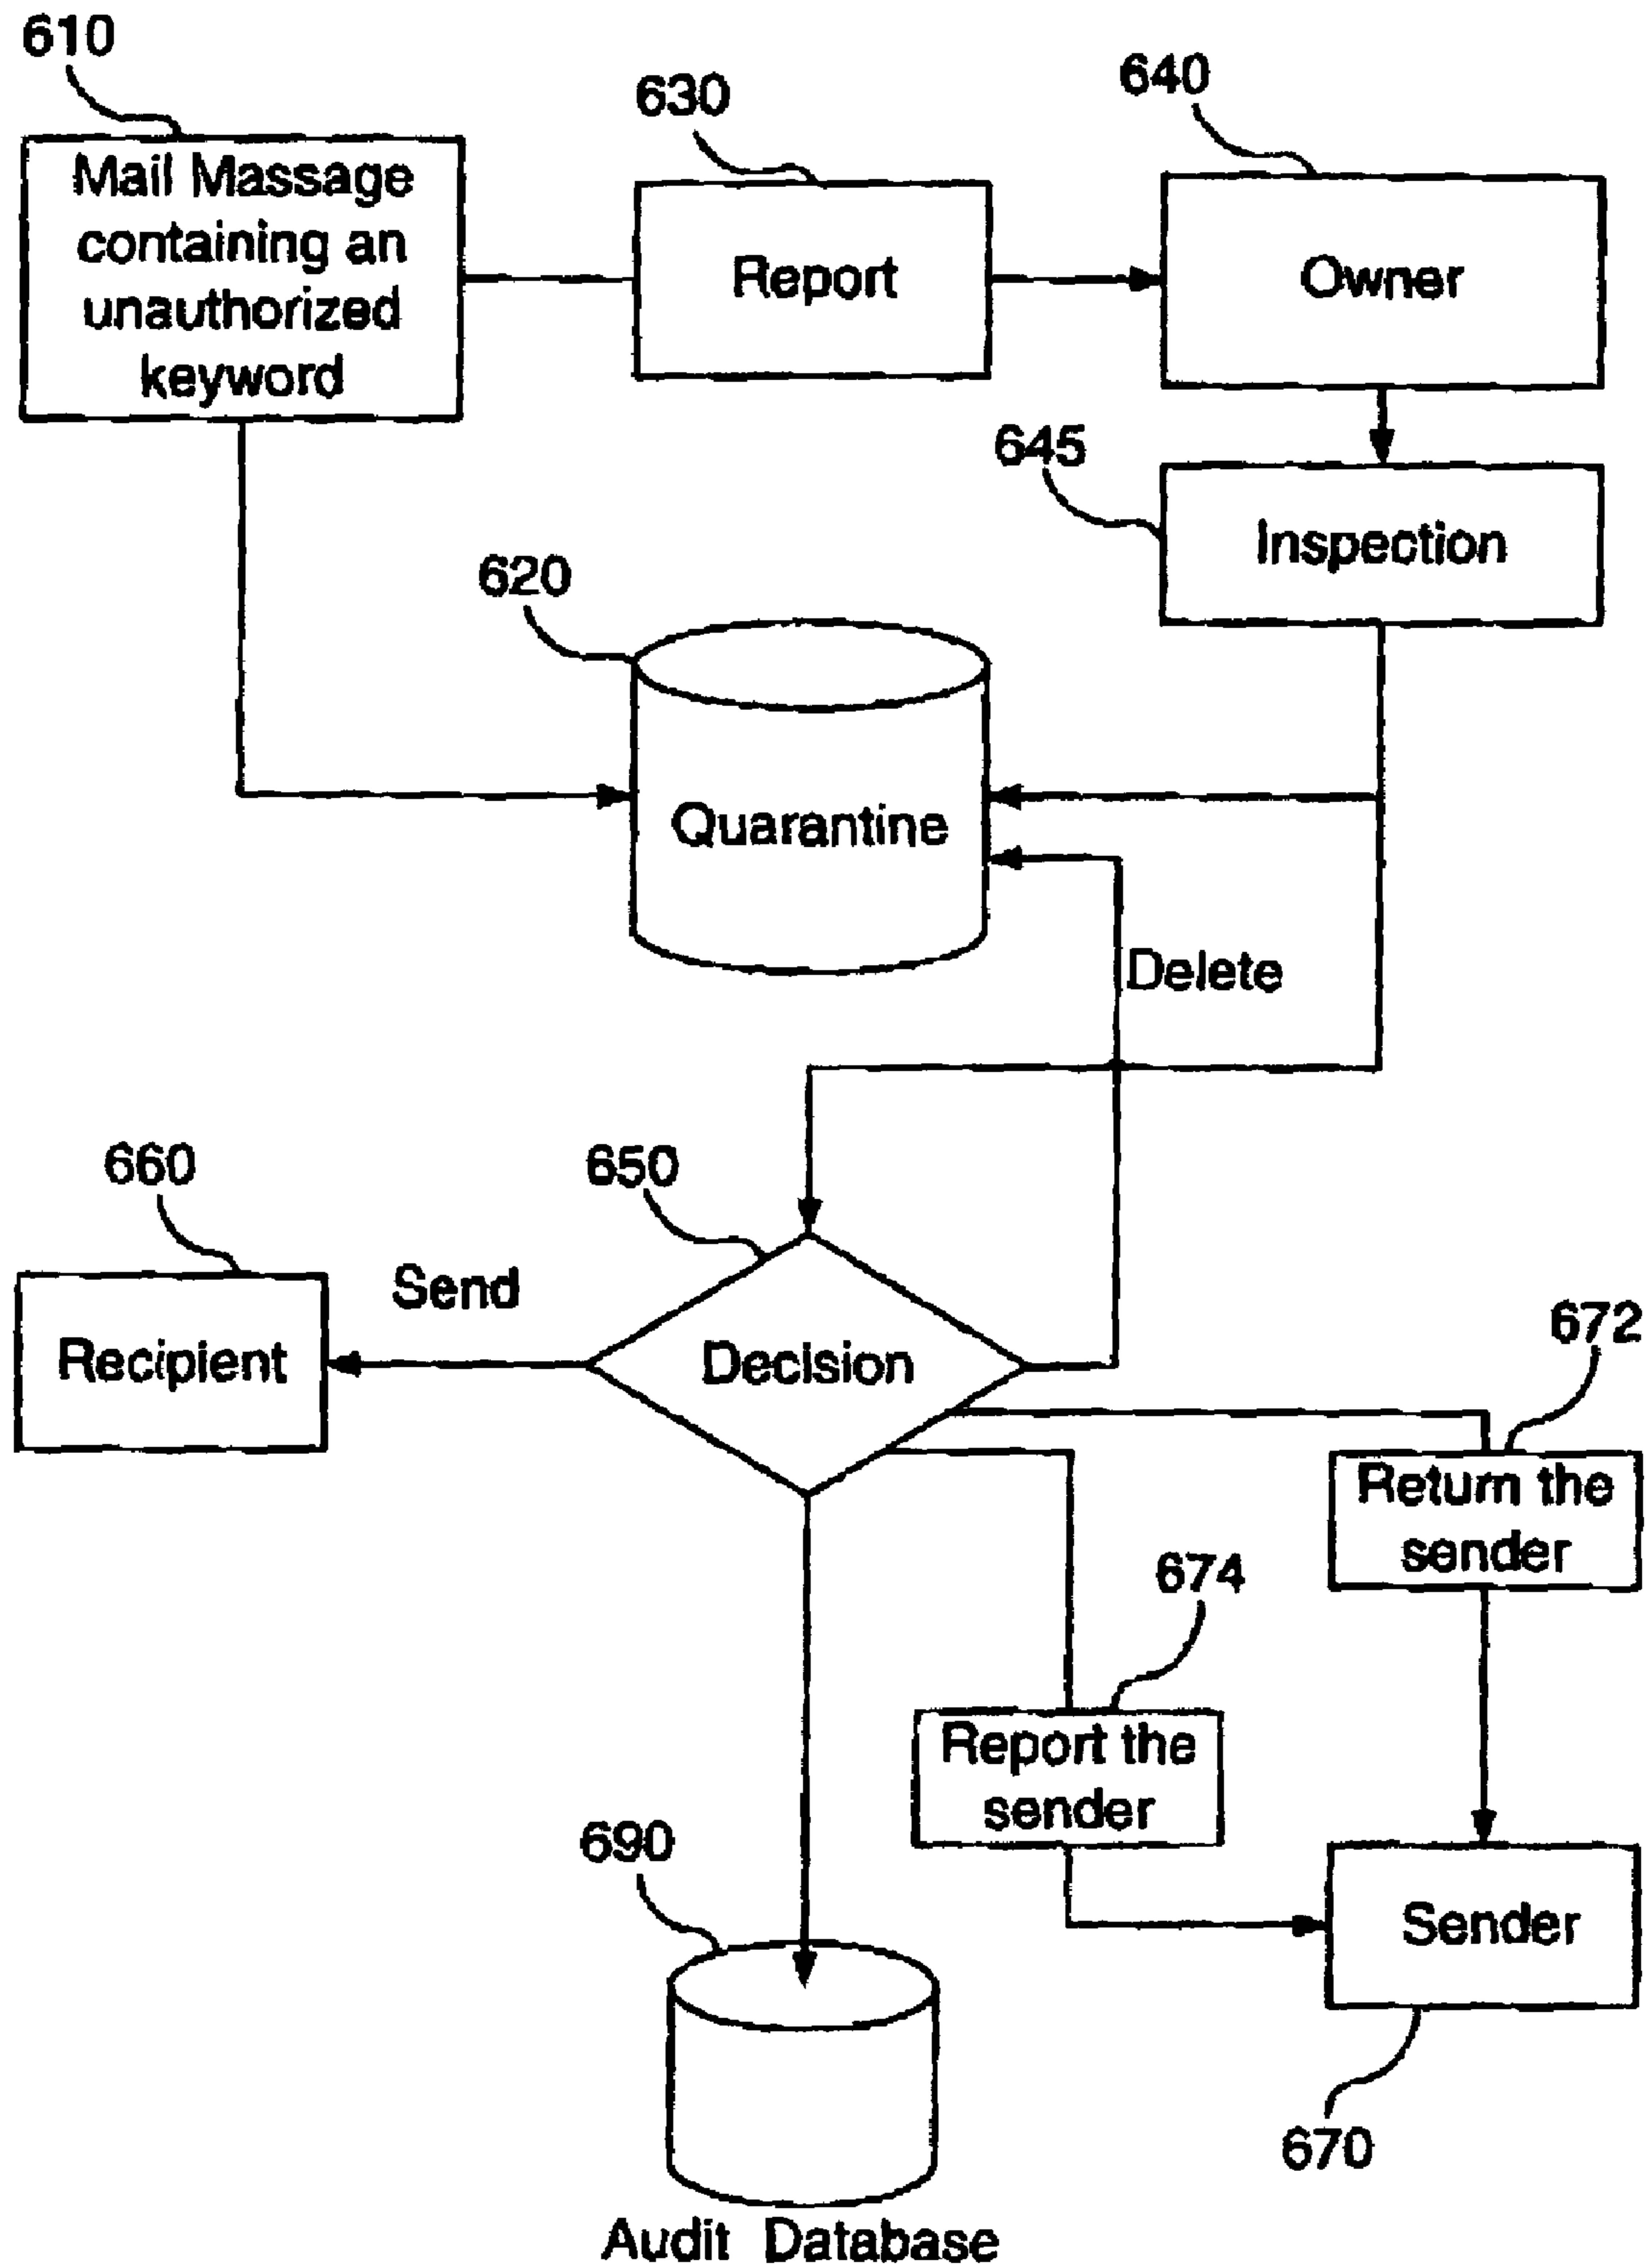 610
630
640
Mail Massage
containing an
unauthorized
keyword
Report
Owner
645
Inspection
620
Quarantine
Delete
660
650
Send
Recipient
Decision
672
Return the
sender
674
Report the
sender
690
Sender
670
Audit Database